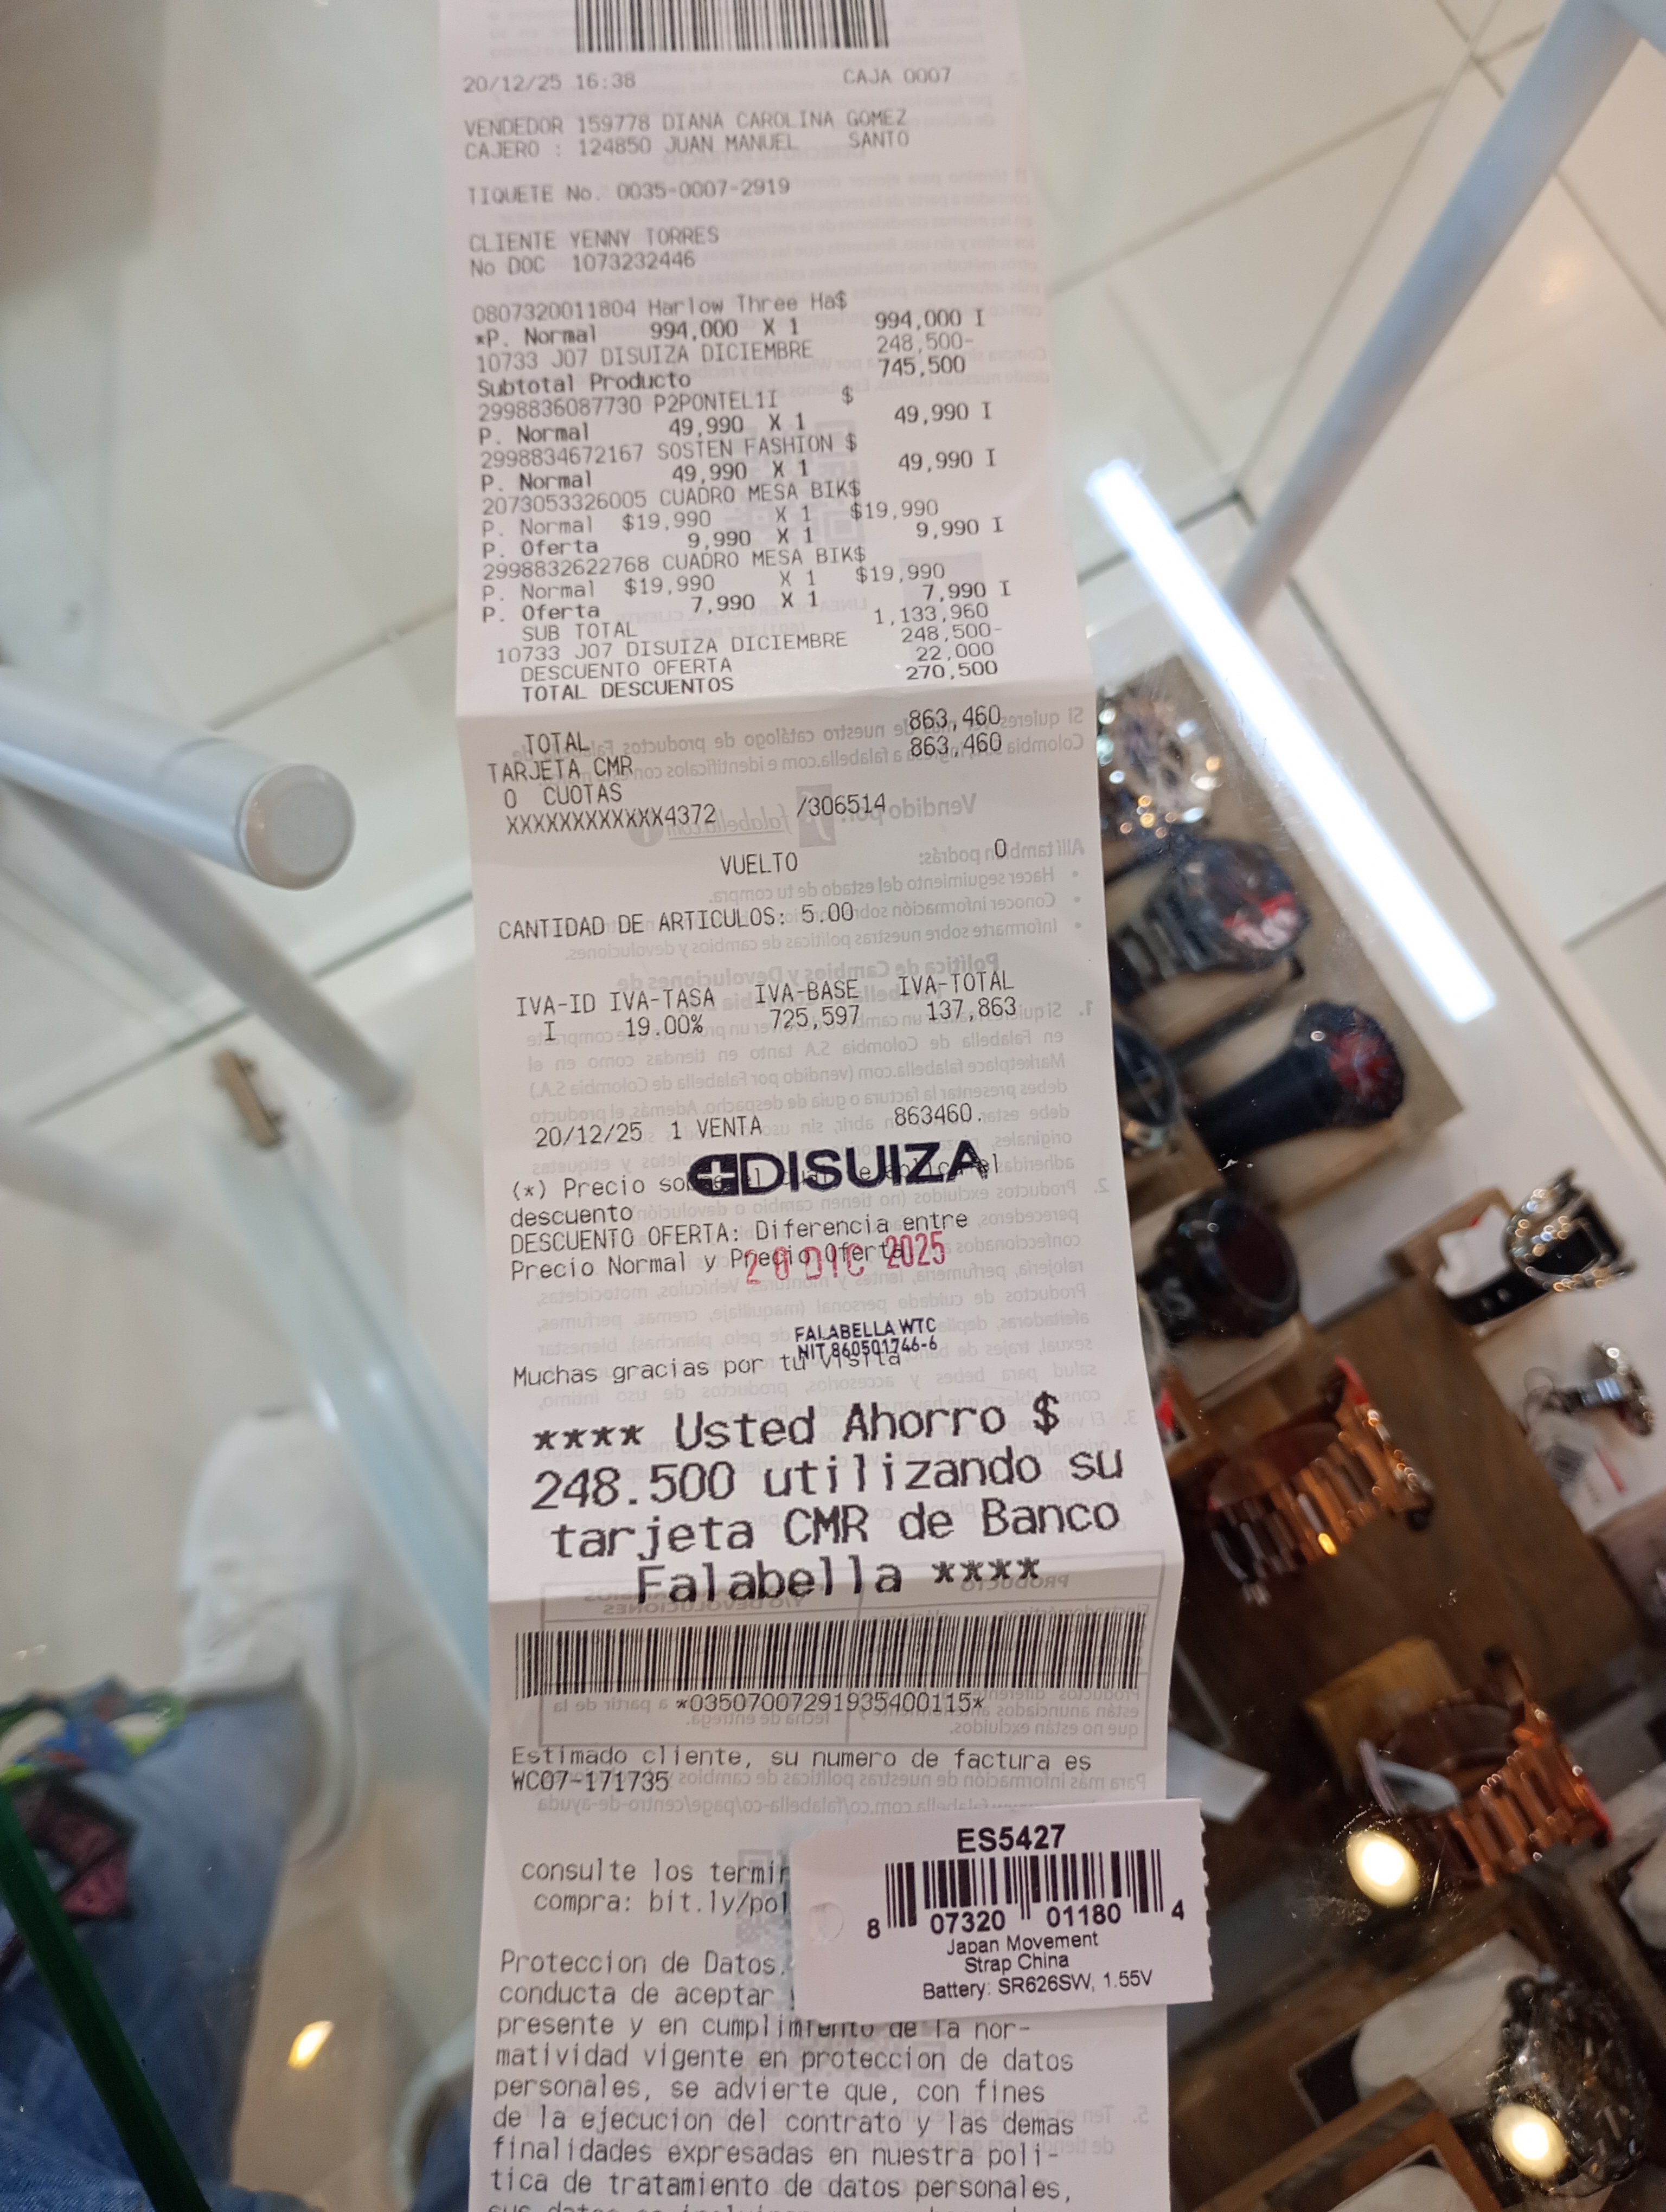 20/12/25 16:38 CAJA 0007
VENDEDOR 159778 DIANA CAROLINA GOMEZ
CAJERO : 124850 JUAN MANUEL SANTO
TIQUETE No. 0035-0007-2919
CLIENTE YENNY TORRES
No DOC 1073232446
0807320011804 Harlow Three Ha$
*P. Normal 994,000 X 1 994,000 I
10733 J07 DISUIZA DICIEMBRE 248,500-
Subtotal Producto 745,500
2998836087730 P2PONTEL1I $
P. Normal 49,990 X 1 49,990 I
2998834672167 SOSTEN FASHION $
P. Normal 49,990 X 1 49,990 I
2073053326005 CUADRO MESA BIK$
P. Normal $19,990 X 1 $19,990
P. Oferta 9,990 X 1 9,990 I
2998832622768 CUADRO MESA BIK$
P. Normal $19,990 X 1 $19,990
P. Oferta 7,990 X 1 7,990 I
SUB TOTAL 1,133,960
10733 J07 DISUIZA DICIEMBRE 248,500-
DESCUENTO OFERTA 22,000
TOTAL DESCUENTOS 270,500
TOTAL 863,460
TARJETA CMR 863,460
0 CUOTAS
XXXXXXXXXXXX4372 /306514
VUELTO 0
CANTIDAD DE ARTICULOS: 5.00
IVA-ID IVA-TASA IVA-BASE IVA-TOTAL
I 19.00% 725,597 137,863
20/12/25 1 VENTA 863460.
DISUIZA
(*) Precio el
descuento
DESCUENTO OFERTA: Diferencia entre
Precio Normal y Precio Oferta
DIC 2025
FALABELLA WTC
NIT 860501746-6
Muchas gracias por tu visita
**** Usted Ahorro $
248.500 utilizando su
tarjeta CMR de Banco
Falabella ****
*03507007291935400115*
Estimado cliente, su numero de factura es
WC07-171735
consulte los
compra: bit.ly/pol
ES5427
8 07320 01180 4
Japan Movement
Strap China
Battery: SR626SW, 1.55V
Proteccion de Datos.
conducta de aceptar
presente y en cumplimiento de la nor-
matividad vigente en proteccion de datos
personales, se advierte que, con fines
de la ejecucion del contrato y las demas
finalidades expresadas en nuestra poli-
tica de tratamiento de datos personales,